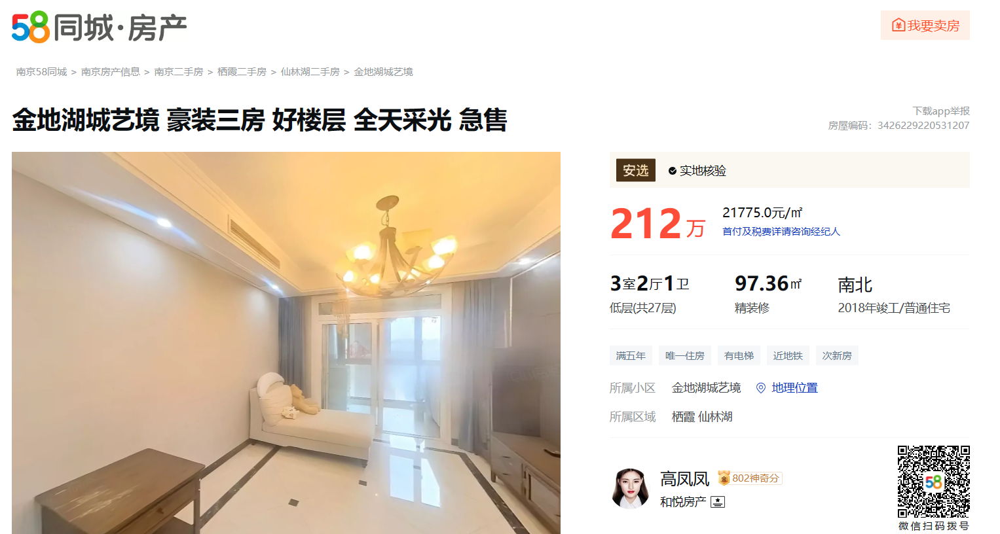 58同城·房产
我要卖房
南京58同城 > 南京房产信息 > 南京二手房 > 栖霞二手房 > 仙林湖二手房 > 金地湖城艺境
金地湖城艺境 豪装三房 好楼层 全天采光 急售
下载app举报
房屋编码：3426229220531207
安选 实地核验
212万
21775.0元/㎡
首付及税费详请咨询经纪人
3室2厅1卫 97.36㎡ 南北
低层(共27层) 精装修 2018年竣工/普通住宅
满五年 唯一住房 有电梯 近地铁 次新房
所属小区 金地湖城艺境 地理位置
所属区域 栖霞 仙林湖
高凤凤 金 802神奇分
和悦房产
58
微信扫码拨号